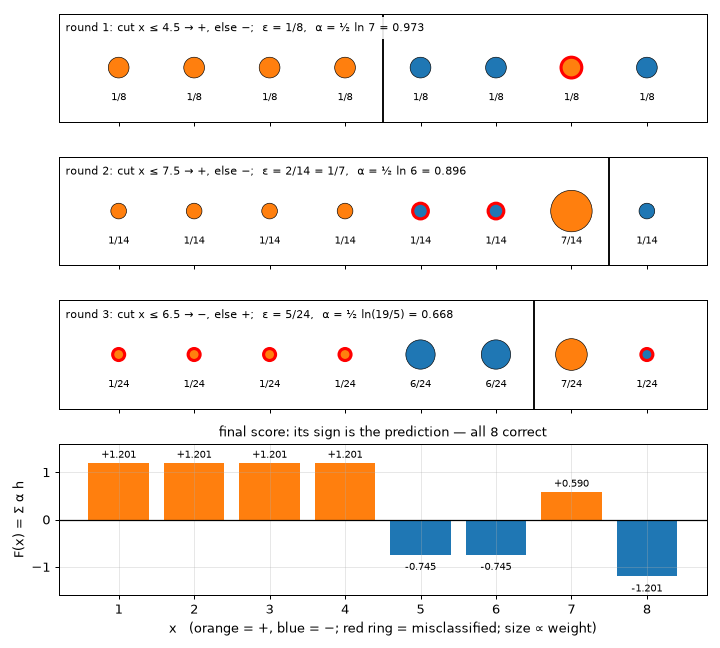 round 1: cut x ≤ 4.5 → +, else −;  ε = 1/8,  α = ½ ln 7 = 0.973
1/8 1/8 1/8 1/8 1/8 1/8 1/8 1/8
round 2: cut x ≤ 7.5 → +, else −;  ε = 2/14 = 1/7,  α = ½ ln 6 = 0.896
1/14 1/14 1/14 1/14 1/14 1/14 7/14 1/14
round 3: cut x ≤ 6.5 → −, else +;  ε = 5/24,  α = ½ ln(19/5) = 0.668
1/24 1/24 1/24 1/24 6/24 6/24 7/24 1/24
final score: its sign is the prediction — all 8 correct
F(x) = Σ α h
1
0
−1
+1.201 +1.201 +1.201 +1.201 -0.745 -0.745 +0.590 -1.201
1 2 3 4 5 6 7 8
x   (orange = +, blue = −; red ring = misclassified; size ∝ weight)